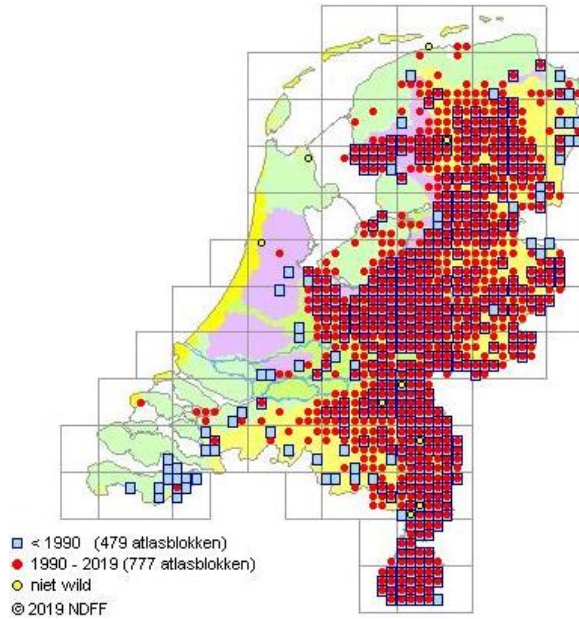 < 1990 (479 atlasblokken)
1990 - 2019 (777 atlasblokken)
niet wild
© 2019 NDFF